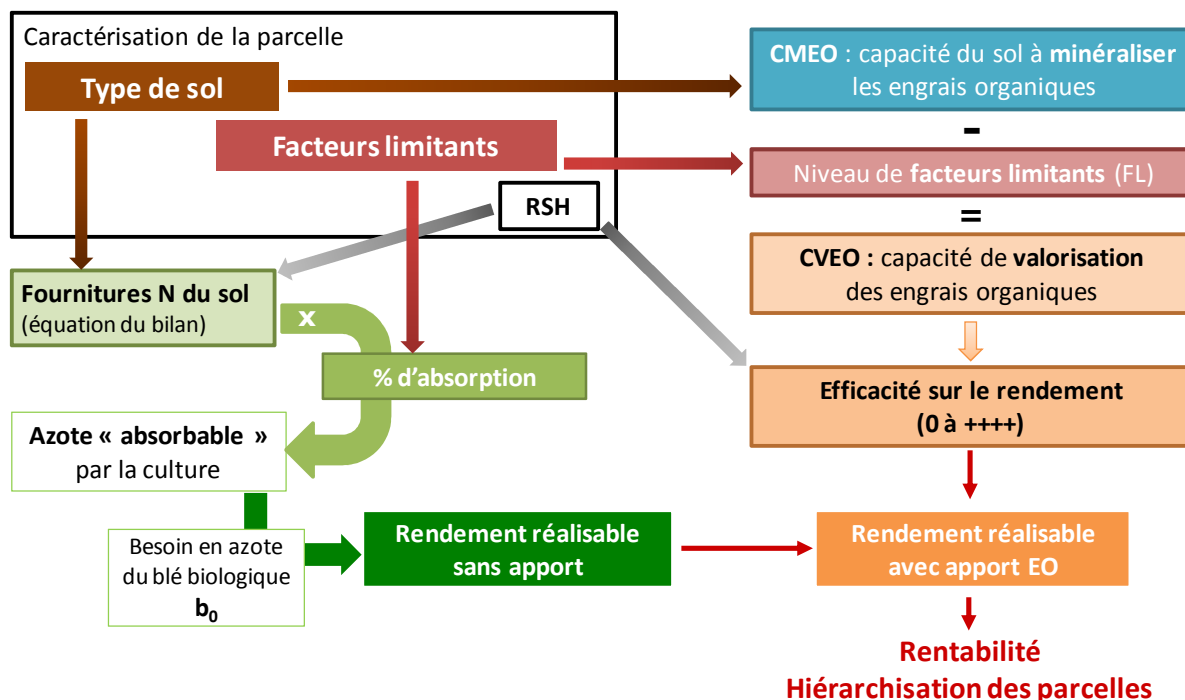 Caractérisation de la parcelle
Type de sol
Facteurs limitants
RSH
CMEO : capacité du sol à minéraliser
les engrais organiques
-
Niveau de facteurs limitants (FL)
=
CVEO : capacité de valorisation
des engrais organiques
Fournitures N du sol
(équation du bilan)
x
% d'absorption
Efficacité sur le rendement
(0 à ++++)
Azote « absorbable »
par la culture
Besoin en azote
du blé biologique
b₀
Rendement réalisable
sans apport
Rendement réalisable
avec apport EO
Rentabilité
Hiérarchisation des parcelles